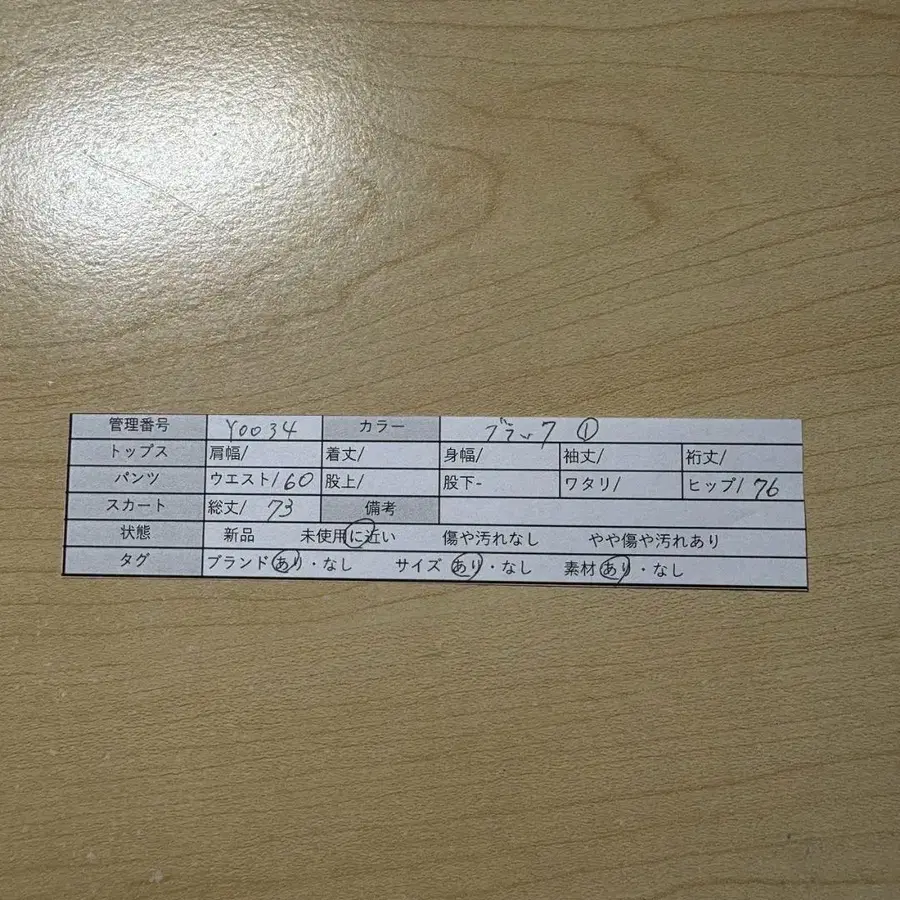 管理番号 Y0034 カラー ブラック ①
トップス 肩幅/ 着丈/ 身幅/ 袖丈/ 裄丈/
パンツ ウエスト/60 股上/ 股下- ワタリ/ ヒップ/76
スカート 総丈/ 73 備考
状態 新品 未使用に近い 傷や汚れなし やや傷や汚れあり
タグ ブランドあり・なし サイズ あり・なし 素材あり・なし